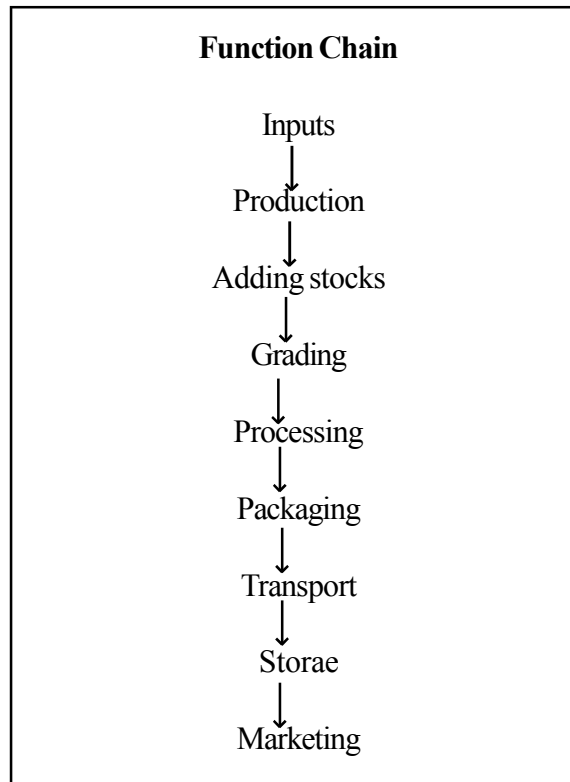 Function Chain
Inputs
Production
Adding stocks
Grading
Processing
Packaging
Transport
Storae
Marketing